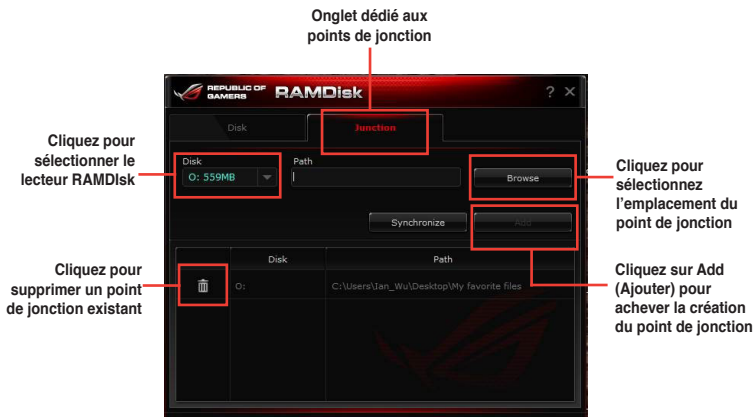 Onglet dédié aux
points de jonction
REPUBLIC OF
GAMERS
RAMDisk
? ×
Disk
Junction
Cliquez pour
sélectionner le
lecteur RAMDIsk
Disk
Path
O: 559MB
Browse
Cliquez pour
sélectionnez
l'emplacement du
point de jonction
Synchronize
Add
Disk
Path
Cliquez pour
supprimer un point
de jonction existant
O:
C:\Users\Ian_Wu\Desktop\My favorite files
Cliquez sur Add
(Ajouter) pour
achever la création
du point de jonction